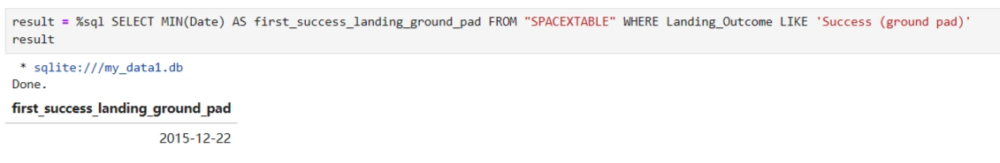 result = %sql SELECT MIN(Date) AS first_success_landing_ground_pad FROM "SPACEXTABLE" WHERE Landing_Outcome LIKE 'Success (ground pad)'
result
* sqlite:///my_data1.db
Done.
first_success_landing_ground_pad
2015-12-22